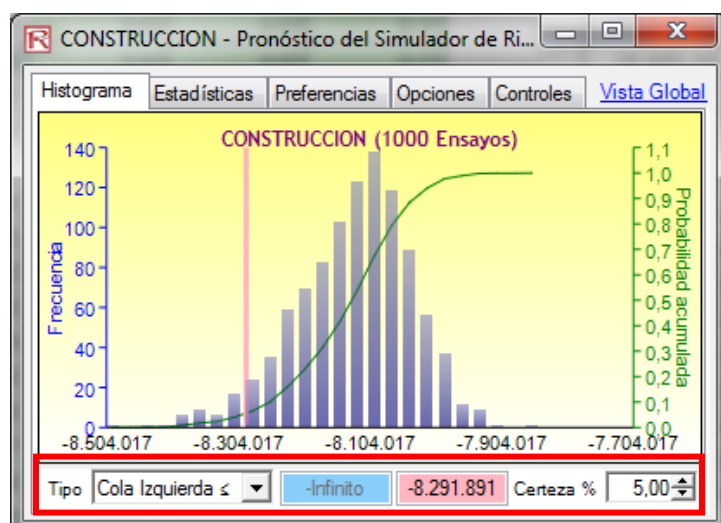 CONSTRUCCION - Pronóstico del Simulador de Ri...
Histograma Estadísticas Preferencias Opciones Controles Vista Global
CONSTRUCCION (1000 Ensayos)
Frecuencia
140
120
100
80
60
40
20
0
1,1
1,0
0,9
0,8
0,7
0,6
0,5
0,4
0,3
0,2
0,1
0,0
Probabilidad acumulada
-8.504.017 -8.304.017 -8.104.017 -7.904.017 -7.704.017
Tipo Cola Izquierda ≤ -Infinito -8.291.891 Certeza % 5,00